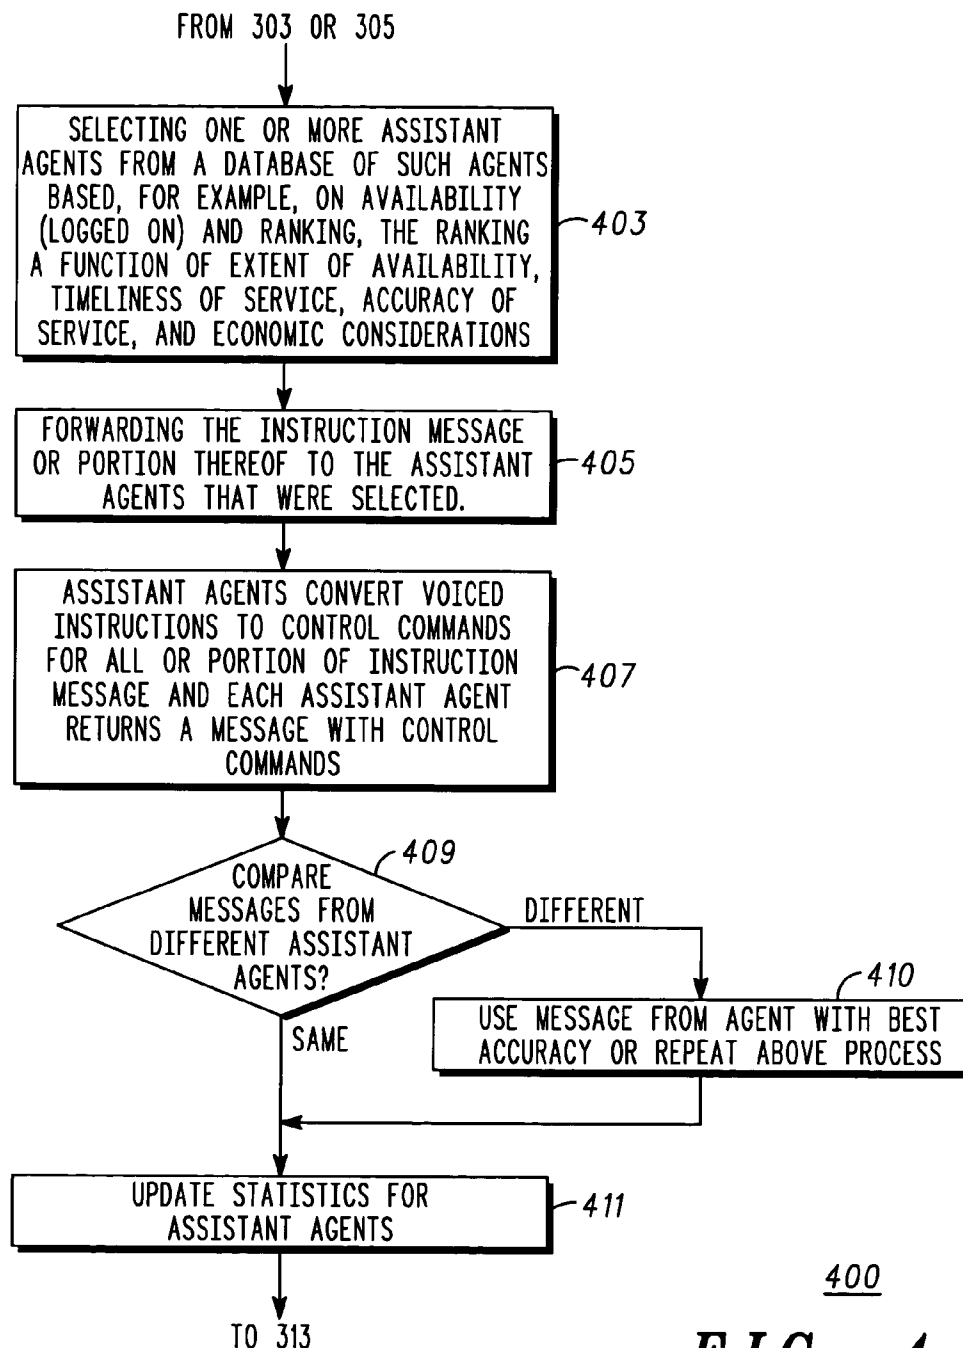 FROM 303 OR 305
SELECTING ONE OR MORE ASSISTANT
AGENTS FROM A DATABASE OF SUCH AGENTS
BASED, FOR EXAMPLE, ON AVAILABILITY
(LOGGED ON) AND RANKING, THE RANKING
A FUNCTION OF EXTENT OF AVAILABILITY,
TIMELINESS OF SERVICE, ACCURACY OF
SERVICE, AND ECONOMIC CONSIDERATIONS
403
FORWARDING THE INSTRUCTION MESSAGE
OR PORTION THEREOF TO THE ASSISTANT
AGENTS THAT WERE SELECTED.
405
ASSISTANT AGENTS CONVERT VOICED
INSTRUCTIONS TO CONTROL COMMANDS
FOR ALL OR PORTION OF INSTRUCTION
MESSAGE AND EACH ASSISTANT AGENT
RETURNS A MESSAGE WITH CONTROL
COMMANDS
407
COMPARE
MESSAGES FROM
DIFFERENT ASSISTANT
AGENTS?
409
DIFFERENT
SAME
410
USE MESSAGE FROM AGENT WITH BEST
ACCURACY OR REPEAT ABOVE PROCESS
UPDATE STATISTICS FOR
ASSISTANT AGENTS
411
TO 313
400
FIG. 4